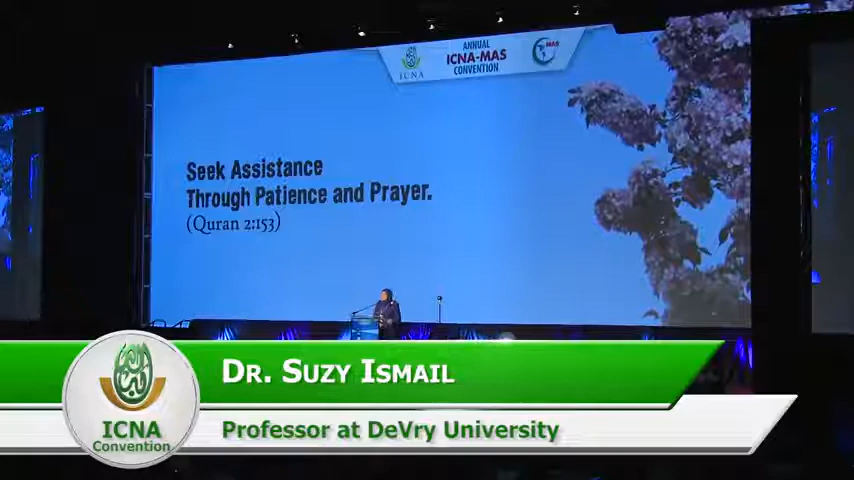 ANNUAL
ICNA-MAS
CONVENTION
ICNA
MAS
Seek Assistance
Through Patience and Prayer.
(Quran 2:153)
DR. SUZY ISMAIL
Professor at DeVry University
ICNA
Convention